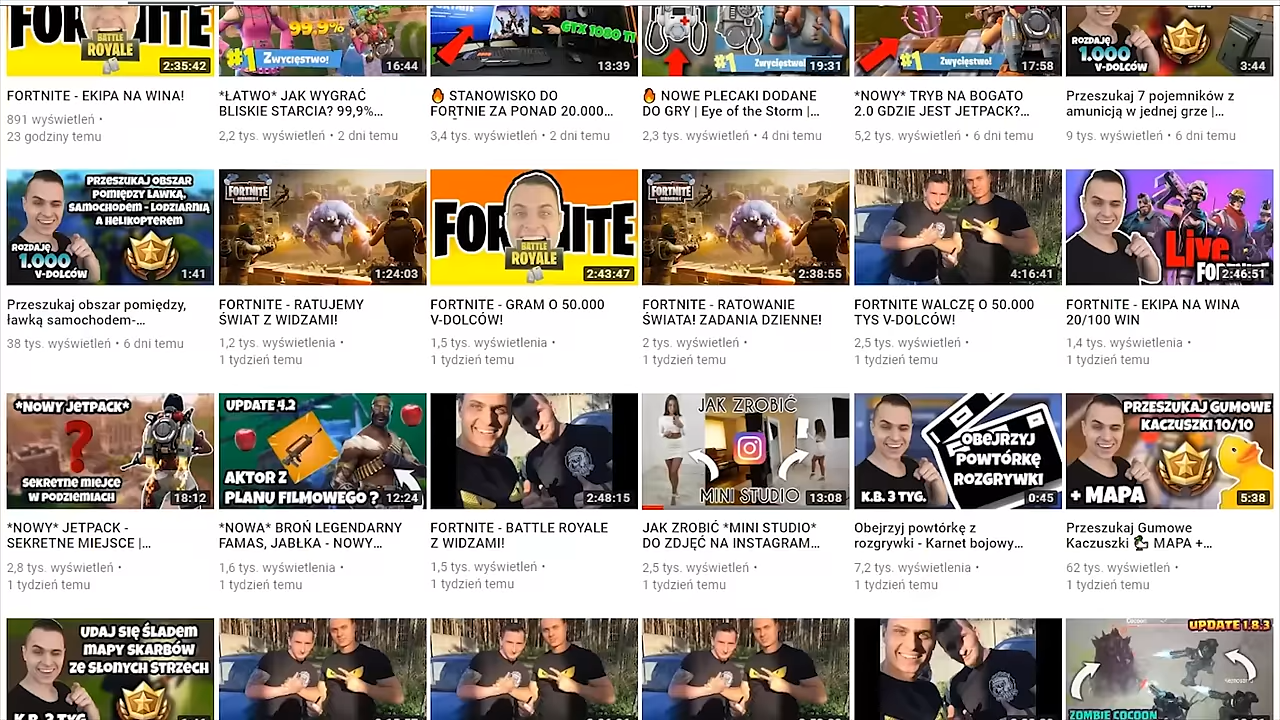 FORTNITE
BATTLE
ROYALE
2:35:42
99.9%
#1 Zwycięstwo!
16:44
GTX 1080 TI
13:39
#1 Zwycięstwo!
19:31
#1 Zwycięstwo!
17:58
ROZDAJĘ
1.000
V-DOLCÓW
3:44
FORTNITE - EKIPA NA WINA!
891 wyświetleń •
23 godziny temu
*ŁATWO* JAK WYGRAĆ
BLISKIE STARCIA? 99,9%...
2,2 tys. wyświetleń • 2 dni temu
🔥 STANOWISKO DO
FORTNIE ZA PONAD 20.000...
3,4 tys. wyświetleń • 2 dni temu
🔥 NOWE PLECAKI DODANE
DO GRY | Eye of the Storm |...
2,3 tys. wyświetleń • 4 dni temu
*NOWY* TRYB NA BOGATO
2.0 GDZIE JEST JETPACK?...
5,2 tys. wyświetleń • 6 dni temu
Przeszukaj 7 pojemników z
amunicją w jednej grze |...
9 tys. wyświetleń • 6 dni temu
PRZESZUKAJ OBSZAR
POMIĘDZY ŁAWKĄ,
SAMOCHODEM - LODZIARNIĄ
A HELIKOPTEREM
ROZDAJĘ
1.000
V-DOLCÓW
1:41
FORTNITE
1:24:03
FORTNITE
BATTLE
ROYALE
2:43:47
FORTNITE
2:38:55
4:16:41
Live
FORTNITE
2:46:51
Przeszukaj obszar pomiędzy,
ławką samochodem-...
38 tys. wyświetleń • 6 dni temu
FORTNITE - RATUJEMY
ŚWIAT Z WIDZAMI!
1,2 tys. wyświetlenia •
1 tydzień temu
FORTNITE - GRAM O 50.000
V-DOLCÓW!
1,5 tys. wyświetlenia •
1 tydzień temu
FORTNITE - RATOWANIE
ŚWIATA! ZADANIA DZIENNE!
2 tys. wyświetleń •
1 tydzień temu
FORTNITE WALCZĘ O 50.000
TYS V-DOLCÓW!
2,5 tys. wyświetleń •
1 tydzień temu
FORTNITE - EKIPA NA WINA
20/100 WIN
1,4 tys. wyświetlenia •
1 tydzień temu
*NOWY JETPACK*
?
SEKRETNE MIEJCE
W PODZIEMIACH
18:12
UPDATE 4.2
AKTOR Z
PLANU FILMOWEGO ?
12:24
2:48:15
JAK ZROBIĆ
MINI STUDIO
13:08
OBEJRZYJ
POWTÓRKĘ
ROZGRYWKI
K.B. 3 TYG.
0:45
PRZESZUKAJ GUMOWE
KACZUSZKI 10/10
+ MAPA
5:38
*NOWY* JETPACK -
SEKRETNE MIEJSCE |...
2,8 tys. wyświetleń •
1 tydzień temu
*NOWA* BROŃ LEGENDARNY
FAMAS, JABŁKA - NOWY...
1,6 tys. wyświetlenia •
1 tydzień temu
FORTNITE - BATTLE ROYALE
Z WIDZAMI!
1,5 tys. wyświetleń •
1 tydzień temu
JAK ZROBIĆ *MINI STUDIO*
DO ZDJĘĆ NA INSTAGRAM...
2,5 tys. wyświetleń •
1 tydzień temu
Obejrzyj powtórkę z
rozgrywki - Karnet bojowy...
7,2 tys. wyświetlenia •
1 tydzień temu
Przeszukaj Gumowe
Kaczuszki 🦆 MAPA +...
62 tys. wyświetleń •
1 tydzień temu
UDAJ SIĘ ŚLADEM
MAPY SKARBÓW
ZE SŁONYCH STRZECH
K.B. 3 TYG.
Cocoon
UPDATE 1.8.3
ZOMBIE COCOON